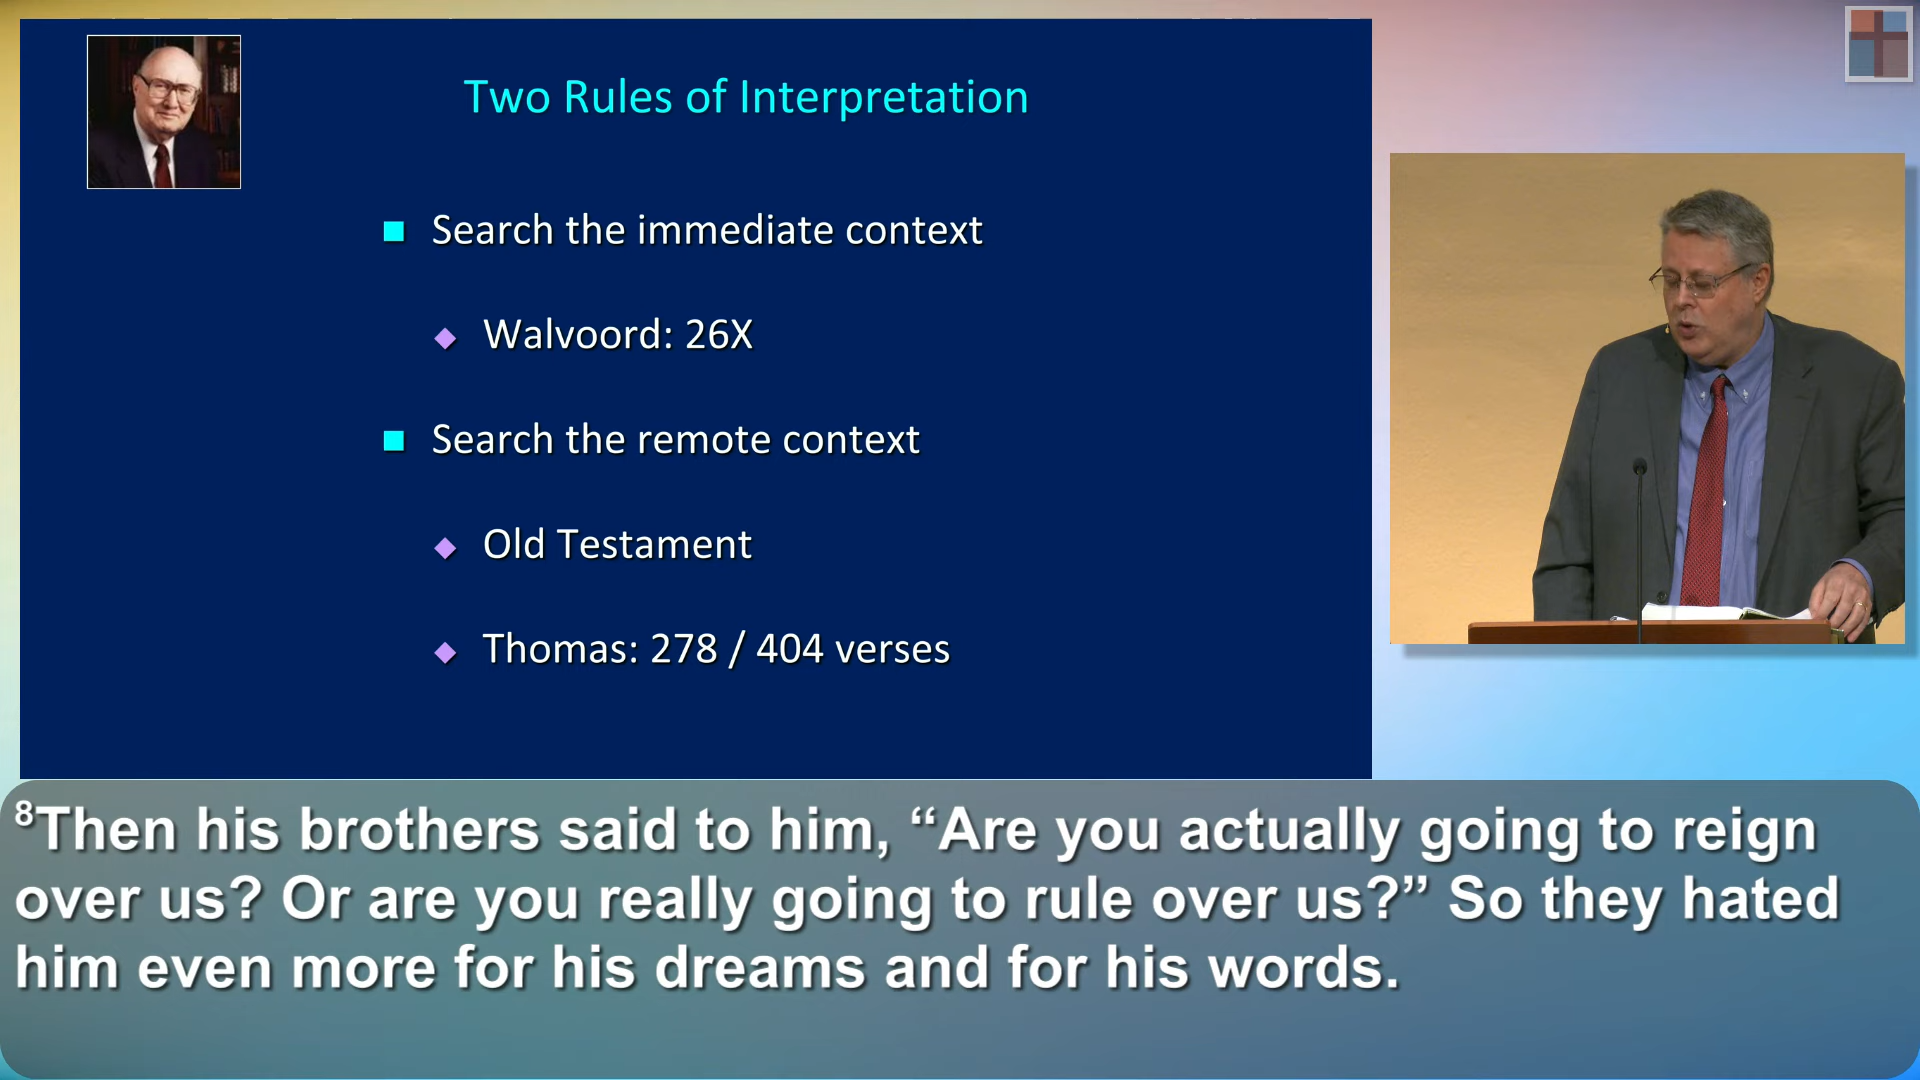 Two Rules of Interpretation
Search the immediate context
Walvoord: 26X
Search the remote context
Old Testament
Thomas: 278 / 404 verses
⁸Then his brothers said to him, “Are you actually going to reign
over us? Or are you really going to rule over us?” So they hated
him even more for his dreams and for his words.